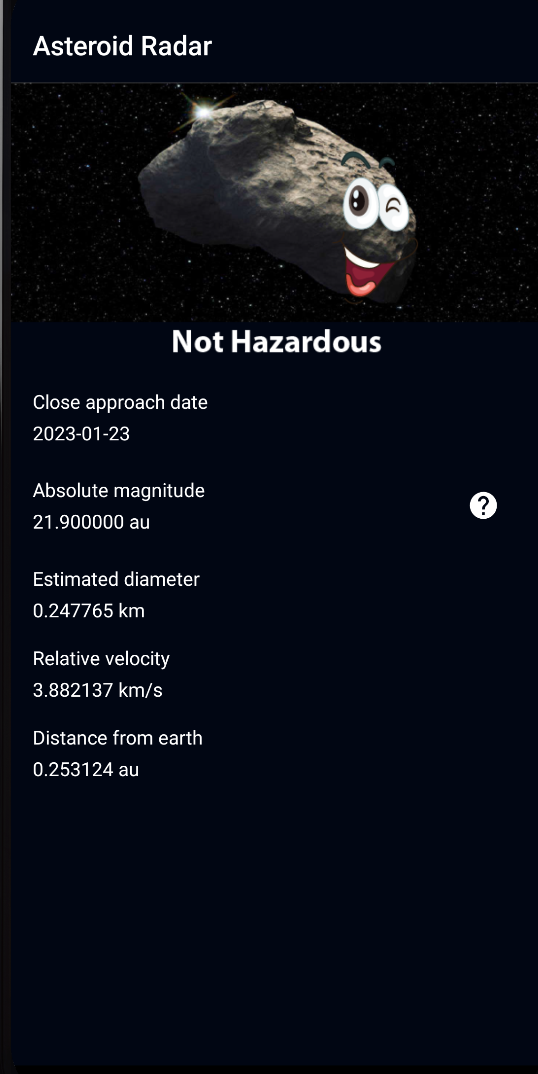 Asteroid Radar
Not Hazardous
Close approach date
2023-01-23
Absolute magnitude
21.900000 au
?
Estimated diameter
0.247765 km
Relative velocity
3.882137 km/s
Distance from earth
0.253124 au